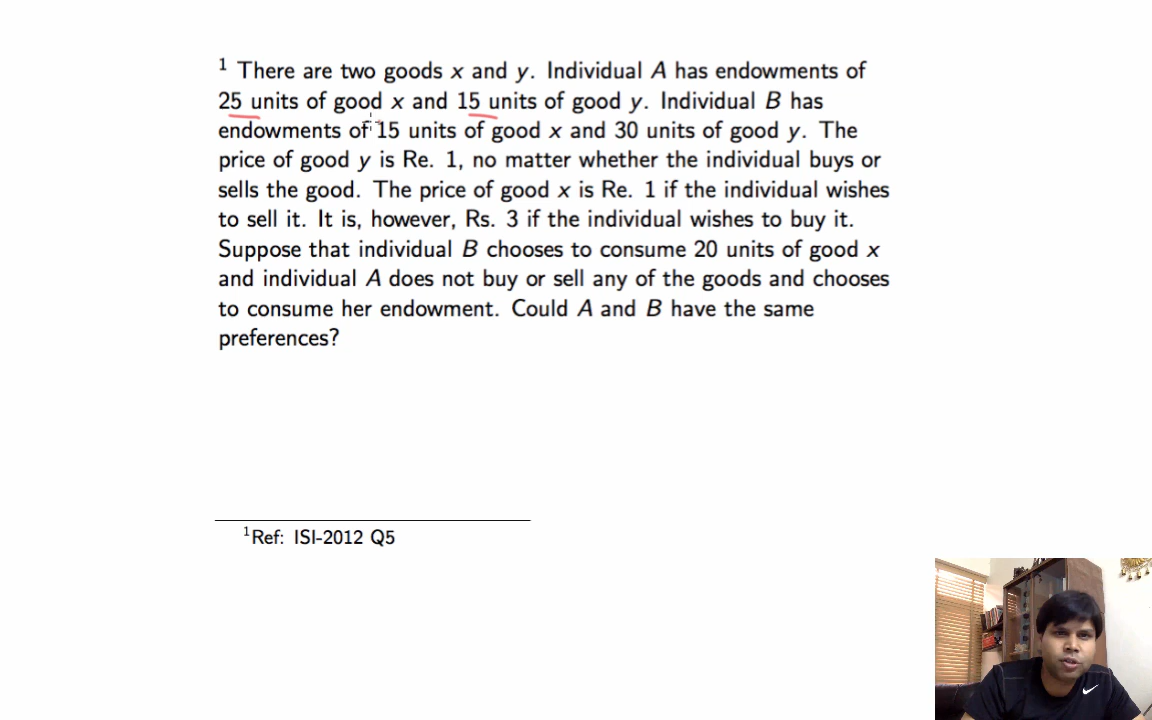 1 There are two goods x and y. Individual A has endowments of
25 units of good x and 15 units of good y. Individual B has
endowments of 15 units of good x and 30 units of good y. The
price of good y is Re. 1, no matter whether the individual buys or
sells the good. The price of good x is Re. 1 if the individual wishes
to sell it. It is, however, Rs. 3 if the individual wishes to buy it.
Suppose that individual B chooses to consume 20 units of good x
and individual A does not buy or sell any of the goods and chooses
to consume her endowment. Could A and B have the same
preferences?
1Ref: ISI-2012 Q5